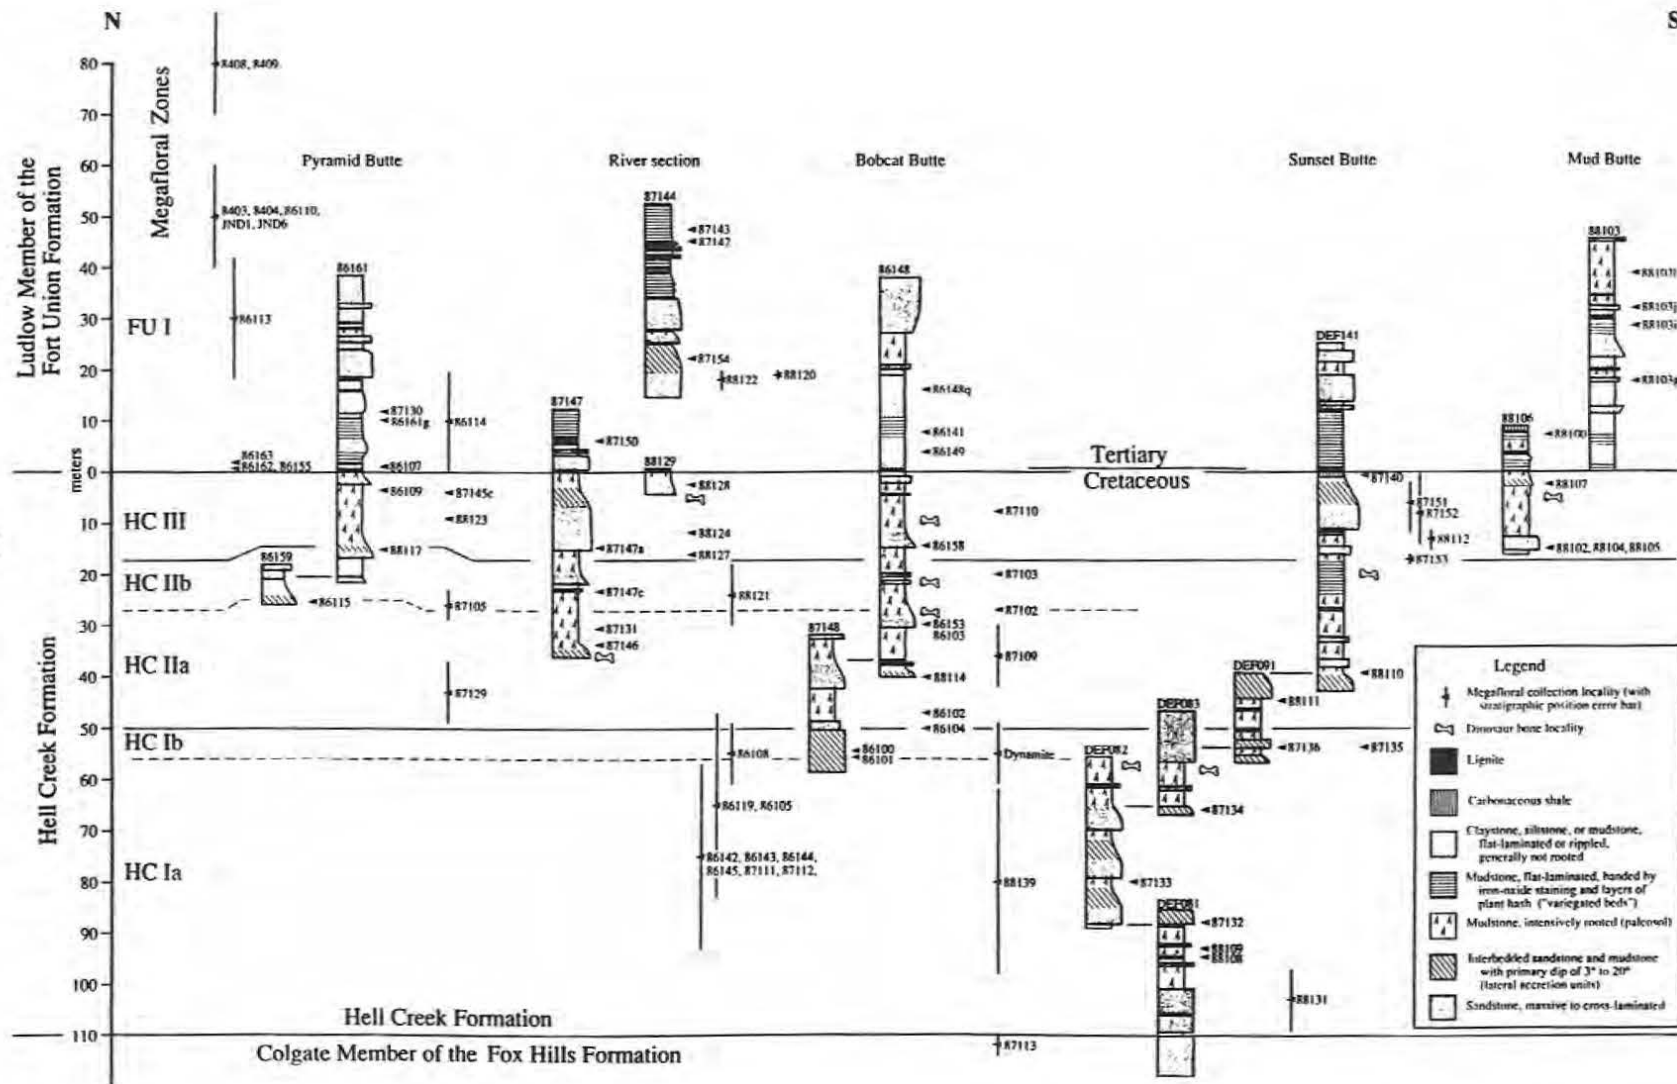 N
S
80
70
60
50
40
30
20
10
0
meters
10
20
30
40
50
60
70
80
90
100
110
Ludlow Member of the
Fort Union Formation
Hell Creek Formation
Megafloral Zones
FU I
HC III
HC IIb
HC IIa
HC Ib
HC Ia
8408, 8409
8403, 8404, 86110,
JND1, JND6
86113
86163
86162, 86155
Pyramid Butte
86161
87130
86161g
86107
86109
88117
86159
86115
86114
87145c
88123
87105
87129
River section
87144
87143
87142
87154
88122
88120
87147
87150
88129
88128
88124
87147a
88127
87147c
88121
87131
87146
86108
86119, 86105
86142, 86143, 86144,
86145, 87111, 87112,
Bobcat Butte
86148
86148q
86141
86149
86158
86153
86103
88114
86102
86104
87148
86100
86101
87110
87103
87102
87109
Dynamite
88139
87113
Tertiary
Cretaceous
DEF082
87133
DEF083
87134
DEF081
87132
88109
88108
88131
DEF091
88111
87136
87135
Sunset Butte
DEF141
87140
87151
87152
88112
87153
88110
Mud Butte
88103
88103j
88106
88100
88107
88102, 88104, 88105
Hell Creek Formation
Colgate Member of the Fox Hills Formation
Legend
Megafloral collection locality (with
stratigraphic position error bar)
Dinosaur bone locality
Lignite
Carbonaceous shale
Claystone, siltstone, or mudstone,
flat-laminated or rippled,
generally not rooted
Mudstone, flat-laminated, banded by
iron-oxide staining and layers of
plant hash ("variegated beds")
Mudstone, intensively rooted (paleosol)
Interbedded sandstone and mudstone
with primary dip of 3° to 20°
(lateral accretion units)
Sandstone, massive to cross-laminated